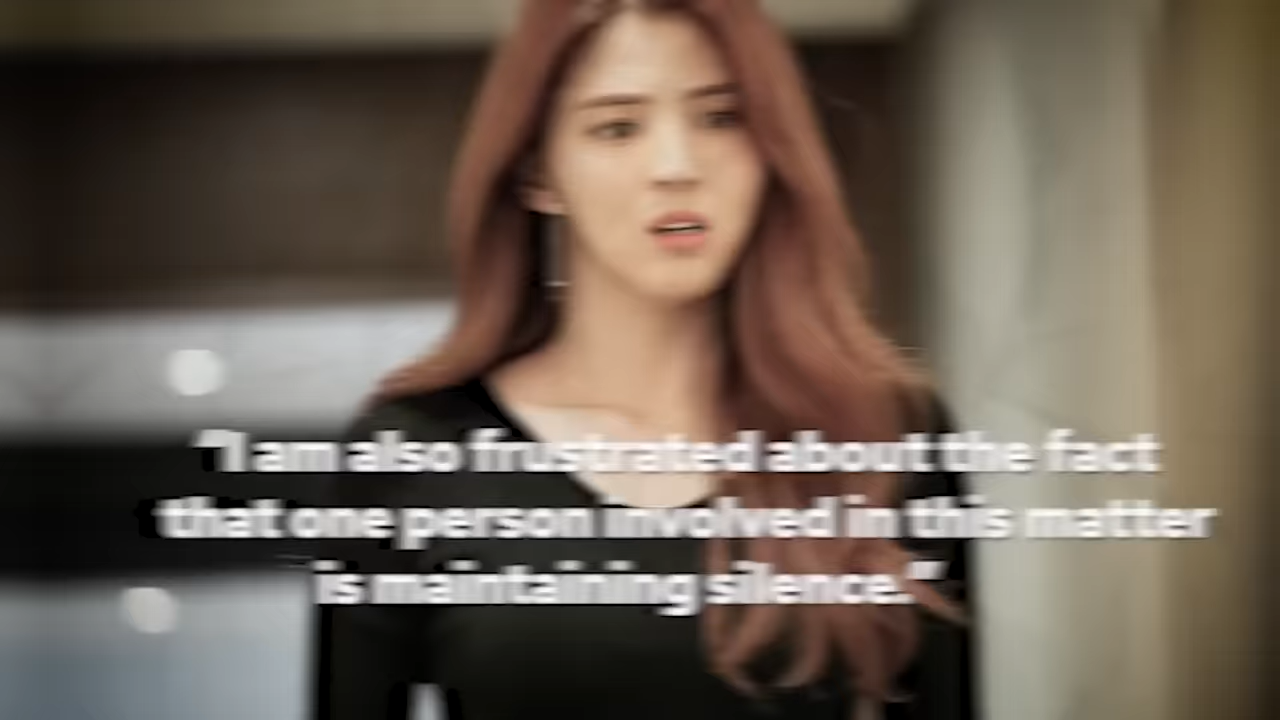 "I am also frustrated about the fact
that one person involved in this matter
is maintaining silence."